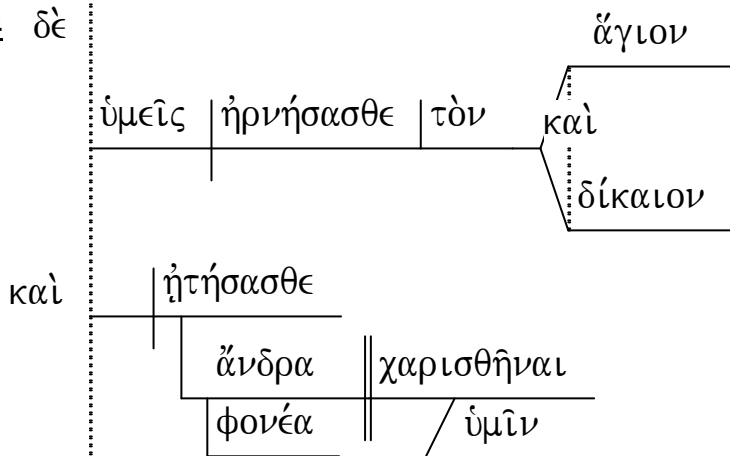 δὲ
ἅγιον
ὑμεῖς ἠρνήσασθε τὸν καὶ
δίκαιον
καὶ ᾐτήσασθε
ἄνδρα χαρισθῆναι
φονέα ὑμῖν